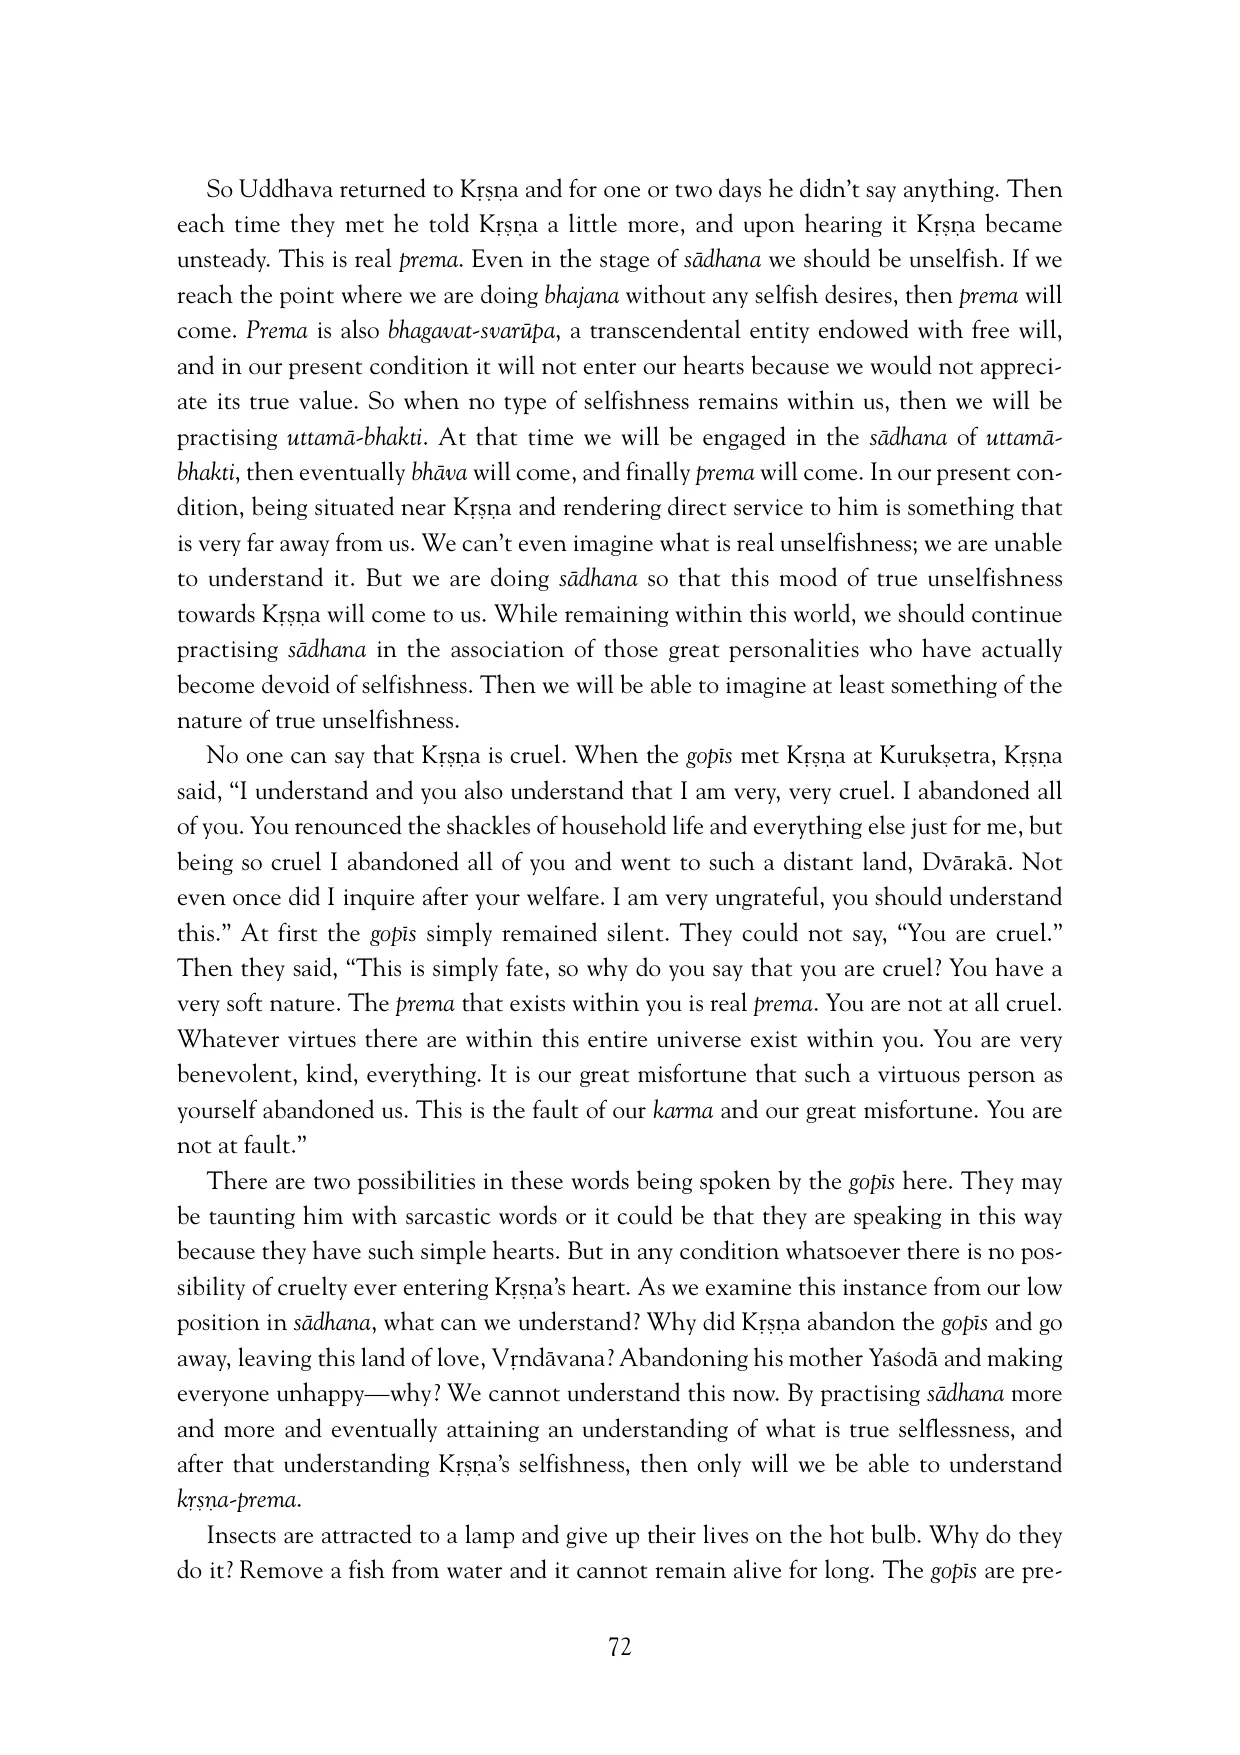 So Uddhava returned to Kṛṣṇa and for one or two days he didn’t say anything. Then
each time they met he told Kṛṣṇa a little more, and upon hearing it Kṛṣṇa became
unsteady. This is real prema. Even in the stage of sādhana we should be unselfish. If we
reach the point where we are doing bhajana without any selfish desires, then prema will
come. Prema is also bhagavat-svarūpa, a transcendental entity endowed with free will,
and in our present condition it will not enter our hearts because we would not appreci-
ate its true value. So when no type of selfishness remains within us, then we will be
practising uttamā-bhakti. At that time we will be engaged in the sādhana of uttamā-
bhakti, then eventually bhāva will come, and finally prema will come. In our present con-
dition, being situated near Kṛṣṇa and rendering direct service to him is something that
is very far away from us. We can’t even imagine what is real unselfishness; we are unable
to understand it. But we are doing sādhana so that this mood of true unselfishness
towards Kṛṣṇa will come to us. While remaining within this world, we should continue
practising sādhana in the association of those great personalities who have actually
become devoid of selfishness. Then we will be able to imagine at least something of the
nature of true unselfishness.
No one can say that Kṛṣṇa is cruel. When the gopīs met Kṛṣṇa at Kurukṣetra, Kṛṣṇa
said, “I understand and you also understand that I am very, very cruel. I abandoned all
of you. You renounced the shackles of household life and everything else just for me, but
being so cruel I abandoned all of you and went to such a distant land, Dvārakā. Not
even once did I inquire after your welfare. I am very ungrateful, you should understand
this.” At first the gopīs simply remained silent. They could not say, “You are cruel.”
Then they said, “This is simply fate, so why do you say that you are cruel? You have a
very soft nature. The prema that exists within you is real prema. You are not at all cruel.
Whatever virtues there are within this entire universe exist within you. You are very
benevolent, kind, everything. It is our great misfortune that such a virtuous person as
yourself abandoned us. This is the fault of our karma and our great misfortune. You are
not at fault.”
There are two possibilities in these words being spoken by the gopīs here. They may
be taunting him with sarcastic words or it could be that they are speaking in this way
because they have such simple hearts. But in any condition whatsoever there is no pos-
sibility of cruelty ever entering Kṛṣṇa’s heart. As we examine this instance from our low
position in sādhana, what can we understand? Why did Kṛṣṇa abandon the gopīs and go
away, leaving this land of love, Vṛndāvana? Abandoning his mother Yaśodā and making
everyone unhappy—why? We cannot understand this now. By practising sādhana more
and more and eventually attaining an understanding of what is true selflessness, and
after that understanding Kṛṣṇa’s selfishness, then only will we be able to understand
kṛṣṇa-prema.
Insects are attracted to a lamp and give up their lives on the hot bulb. Why do they
do it? Remove a fish from water and it cannot remain alive for long. The gopīs are pre-
72